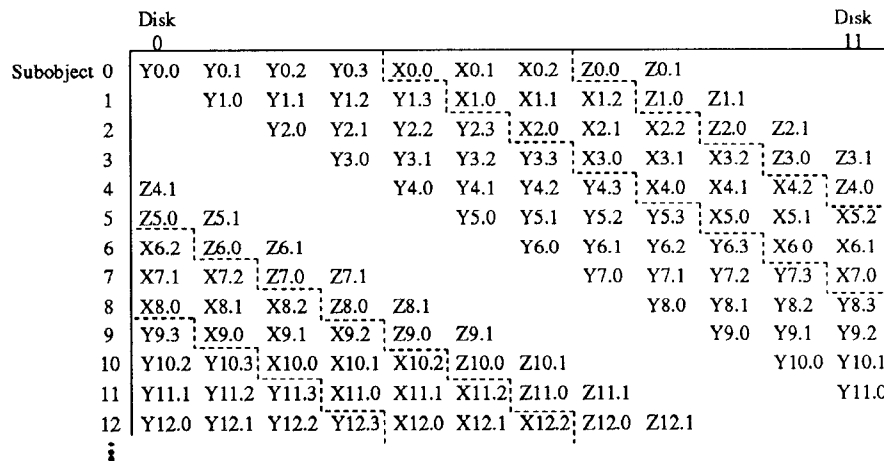 Disk Disk
0 11
Subobject 0 Y0.0 Y0.1 Y0.2 Y0.3 X0.0 X0.1 X0.2 Z0.0 Z0.1
1 Y1.0 Y1.1 Y1.2 Y1.3 X1.0 X1.1 X1.2 Z1.0 Z1.1
2 Y2.0 Y2.1 Y2.2 Y2.3 X2.0 X2.1 X2.2 Z2.0 Z2.1
3 Y3.0 Y3.1 Y3.2 Y3.3 X3.0 X3.1 X3.2 Z3.0 Z3.1
4 Z4.1 Y4.0 Y4.1 Y4.2 Y4.3 X4.0 X4.1 X4.2 Z4.0
5 Z5.0 Z5.1 Y5.0 Y5.1 Y5.2 Y5.3 X5.0 X5.1 X5.2
6 X6.2 Z6.0 Z6.1 Y6.0 Y6.1 Y6.2 Y6.3 X6 0 X6.1
7 X7.1 X7.2 Z7.0 Z7.1 Y7.0 Y7.1 Y7.2 Y7.3 X7.0
8 X8.0 X8.1 X8.2 Z8.0 Z8.1 Y8.0 Y8.1 Y8.2 Y8.3
9 Y9.3 X9.0 X9.1 X9.2 Z9.0 Z9.1 Y9.0 Y9.1 Y9.2
10 Y10.2 Y10.3 X10.0 X10.1 X10.2 Z10.0 Z10.1 Y10.0 Y10.1
11 Y11.1 Y11.2 Y11.3 X11.0 X11.1 X11.2 Z11.0 Z11.1 Y11.0
12 Y12.0 Y12.1 Y12.2 Y12.3 X12.0 X12.1 X12.2 Z12.0 Z12.1